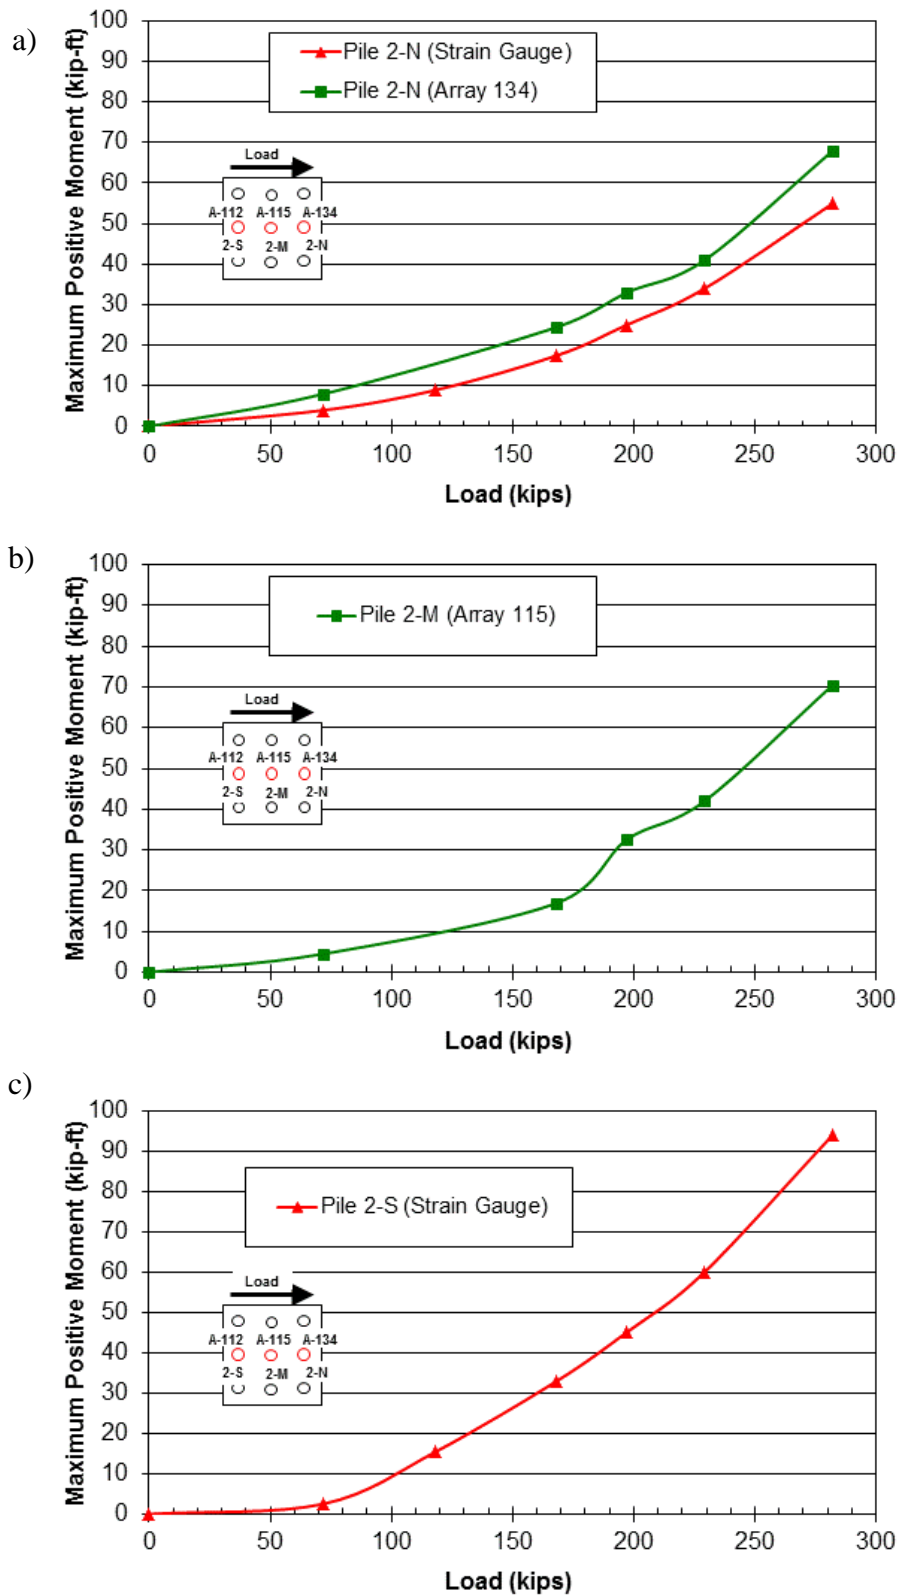 a)
Maximum Positive Moment (kip-ft)
100
90
80
70
60
50
40
30
20
10
0
Pile 2-N (Strain Gauge)
Pile 2-N (Array 134)
Load
A-112 A-115 A-134
2-S 2-M 2-N
0 50 100 150 200 250 300
Load (kips)
b)
Maximum Positive Moment (kip-ft)
100
90
80
70
60
50
40
30
20
10
0
Pile 2-M (Array 115)
Load
A-112 A-115 A-134
2-S 2-M 2-N
0 50 100 150 200 250 300
Load (kips)
c)
Maximum Positive Moment (kip-ft)
100
90
80
70
60
50
40
30
20
10
0
Pile 2-S (Strain Gauge)
Load
A-112 A-115 A-134
2-S 2-M 2-N
0 50 100 150 200 250 300
Load (kips)